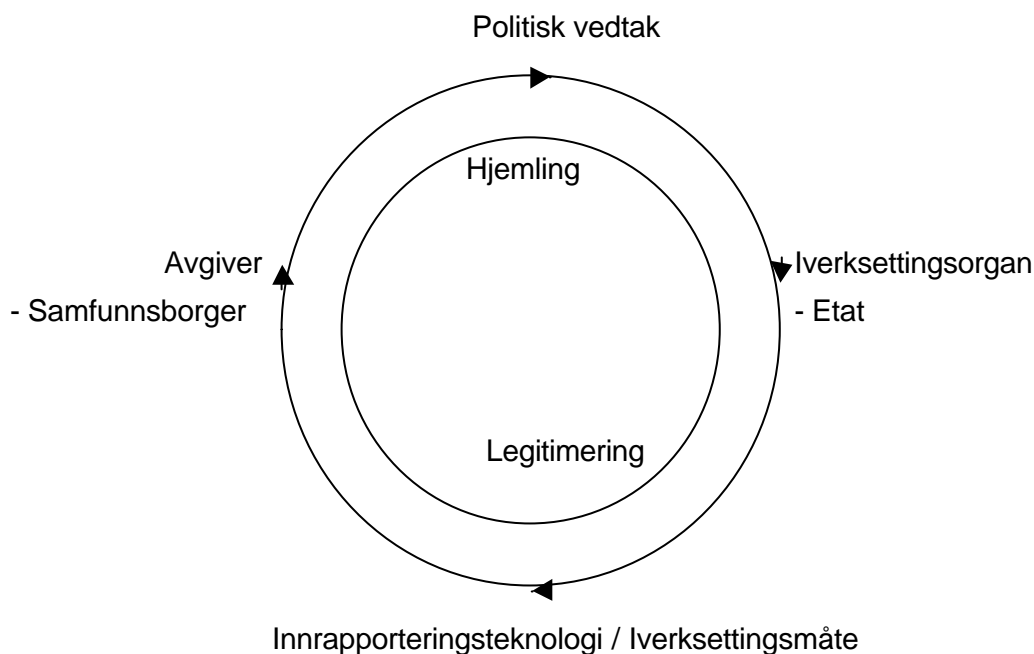 Politisk vedtak
Hjemling
Avgiver
- Samfunnsborger
Iverksettingsorgan
- Etat
Legitimering
Innrapporteringsteknologi / Iverksettingsmåte